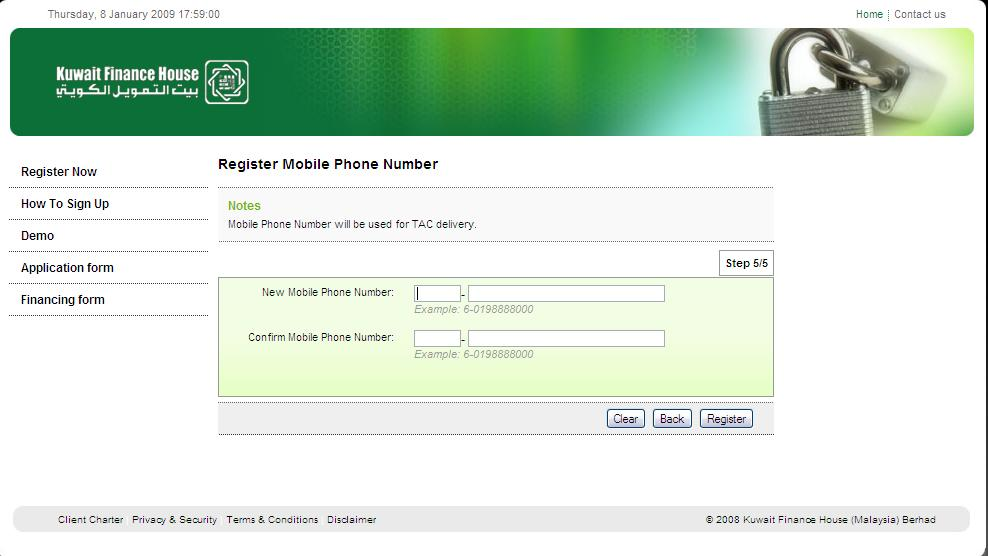 Thursday, 8 January 2009 17:59:00
Home Contact us
Kuwait Finance House
بيت التمويل الكويتي
Register Now
How To Sign Up
Demo
Application form
Financing form
Register Mobile Phone Number
Notes
Mobile Phone Number will be used for TAC delivery.
Step 5/5
New Mobile Phone Number: -
Example: 6-0198888000
Confirm Mobile Phone Number: -
Example: 6-0198888000
Clear Back Register
Client Charter Privacy & Security Terms & Conditions Disclaimer
© 2008 Kuwait Finance House (Malaysia) Berhad